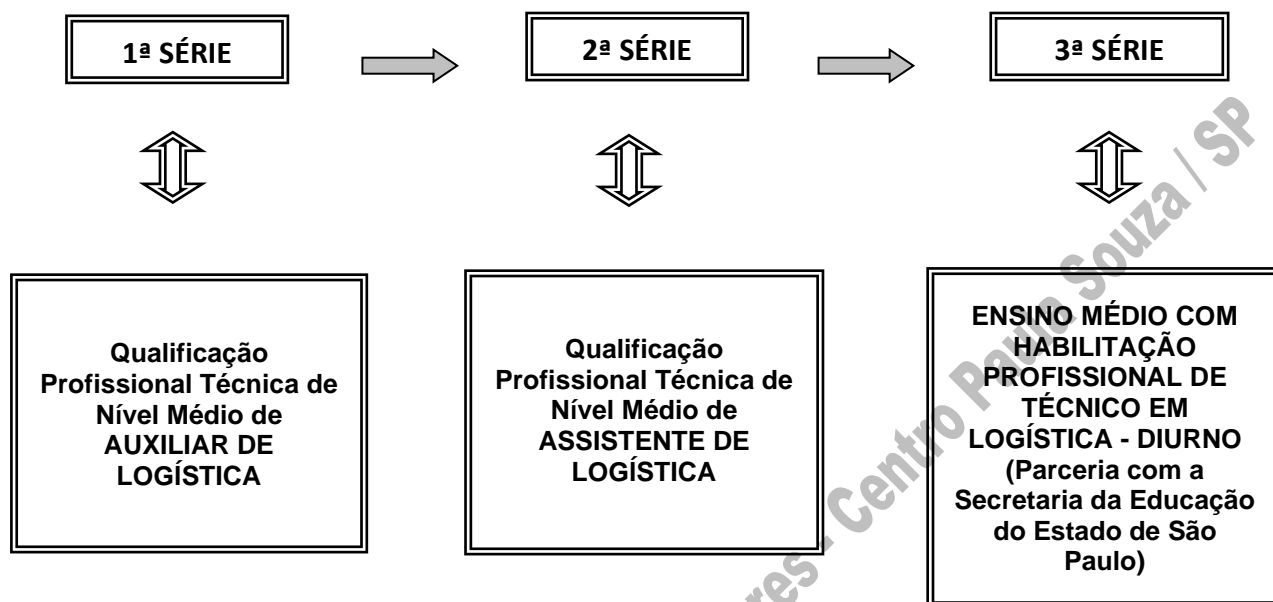 1ª SÉRIE
2ª SÉRIE
3ª SÉRIE
Qualificação
Profissional Técnica de
Nível Médio de
AUXILIAR DE
LOGÍSTICA
Qualificação
Profissional Técnica de
Nível Médio de
ASSISTENTE DE
LOGÍSTICA
ENSINO MÉDIO COM
HABILITAÇÃO
PROFISSIONAL DE
TÉCNICO EM
LOGÍSTICA - DIURNO
(Parceria com a
Secretaria da Educação
do Estado de São
Paulo)
- Centro Paula Souza / SP